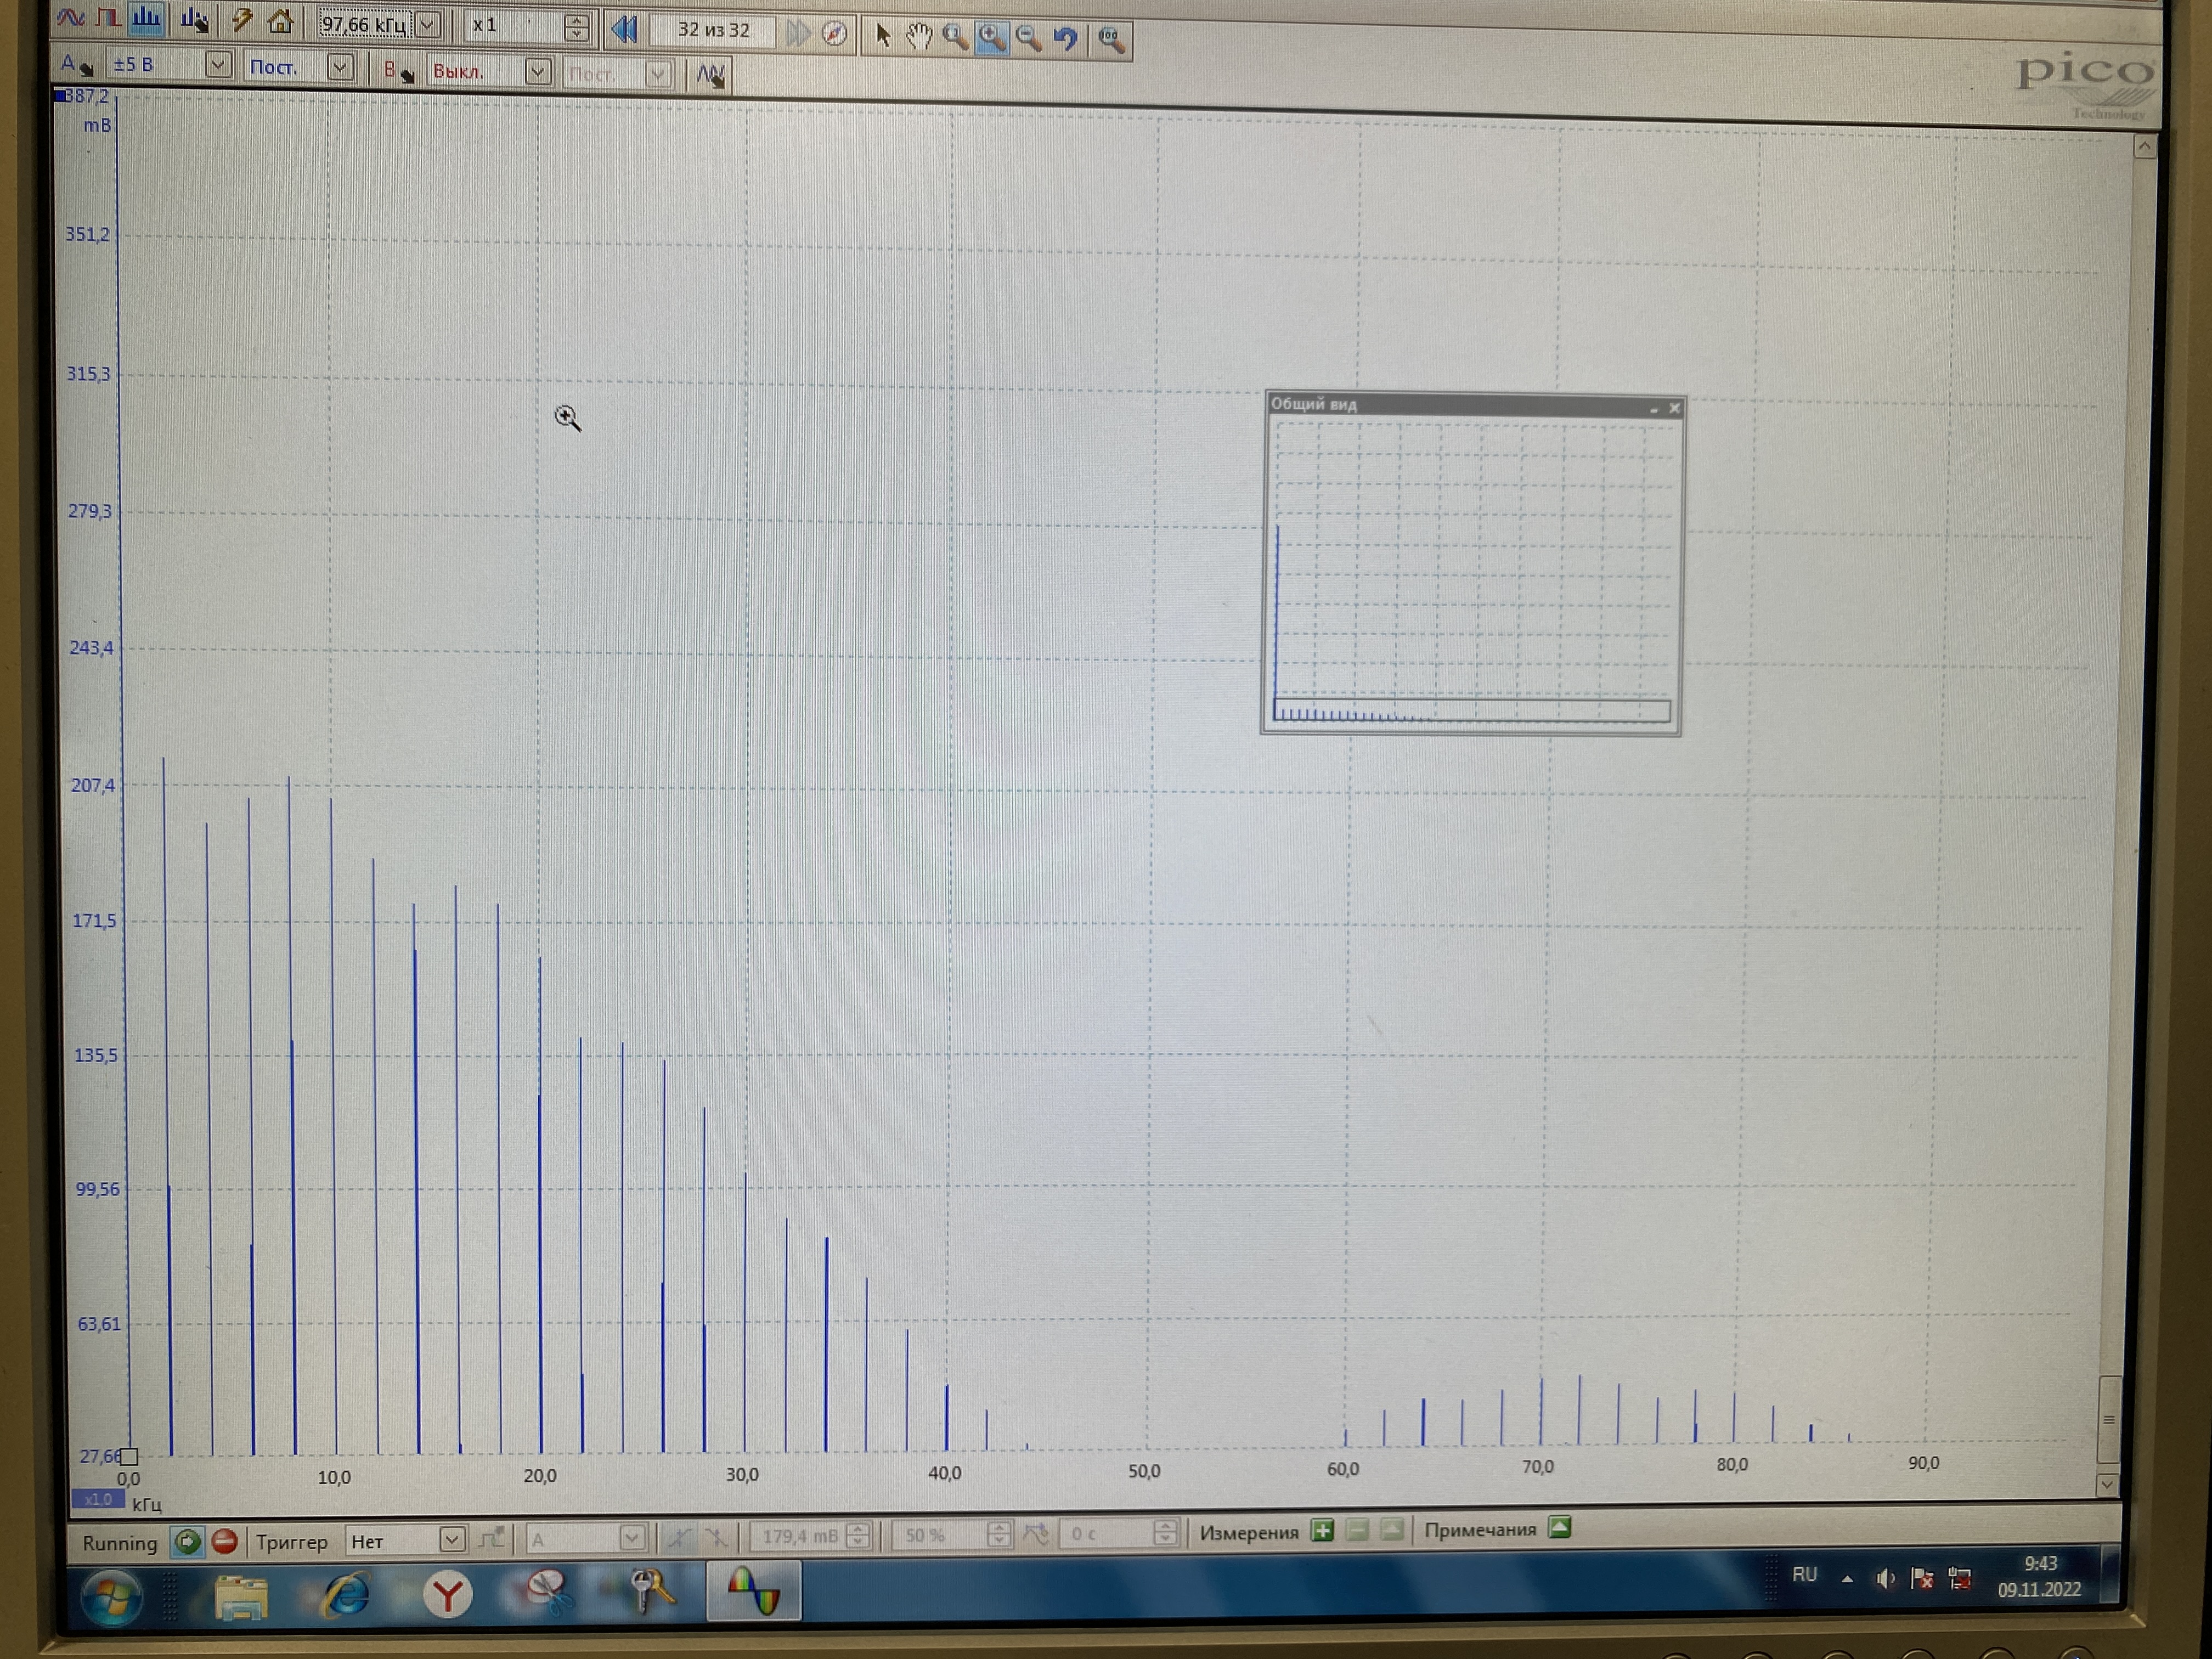 97,66 кГц x 1 32 из 32
A ±5 В Пост. B Выкл. Пост.
pico
Technology
387,2
mB
351,2
315,3
279,3
243,4
207,4
171,5
135,5
99,56
63,61
27,66
Общий вид
0,0 10,0 20,0 30,0 40,0 50,0 60,0 70,0 80,0 90,0
x1,0 кГц
Running Триггер Нет A 179,4 mB 50 % 0 с Измерения Примечания
RU 9:43
09.11.2022